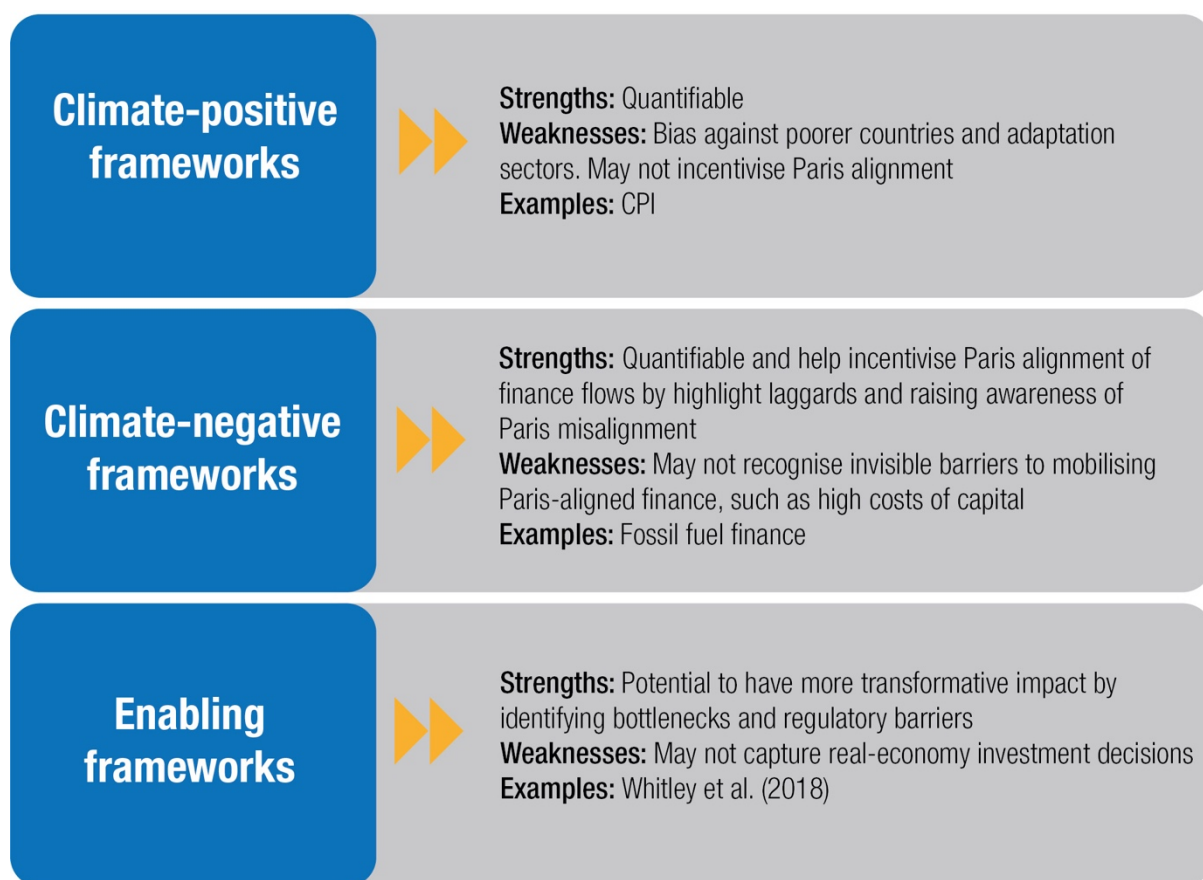 Climate-positive
frameworks
Strengths: Quantifiable
Weaknesses: Bias against poorer countries and adaptation
sectors. May not incentivise Paris alignment
Examples: CPI
Climate-negative
frameworks
Strengths: Quantifiable and help incentivise Paris alignment of
finance flows by highlight laggards and raising awareness of
Paris misalignment
Weaknesses: May not recognise invisible barriers to mobilising
Paris-aligned finance, such as high costs of capital
Examples: Fossil fuel finance
Enabling
frameworks
Strengths: Potential to have more transformative impact by
identifying bottlenecks and regulatory barriers
Weaknesses: May not capture real-economy investment decisions
Examples: Whitley et al. (2018)